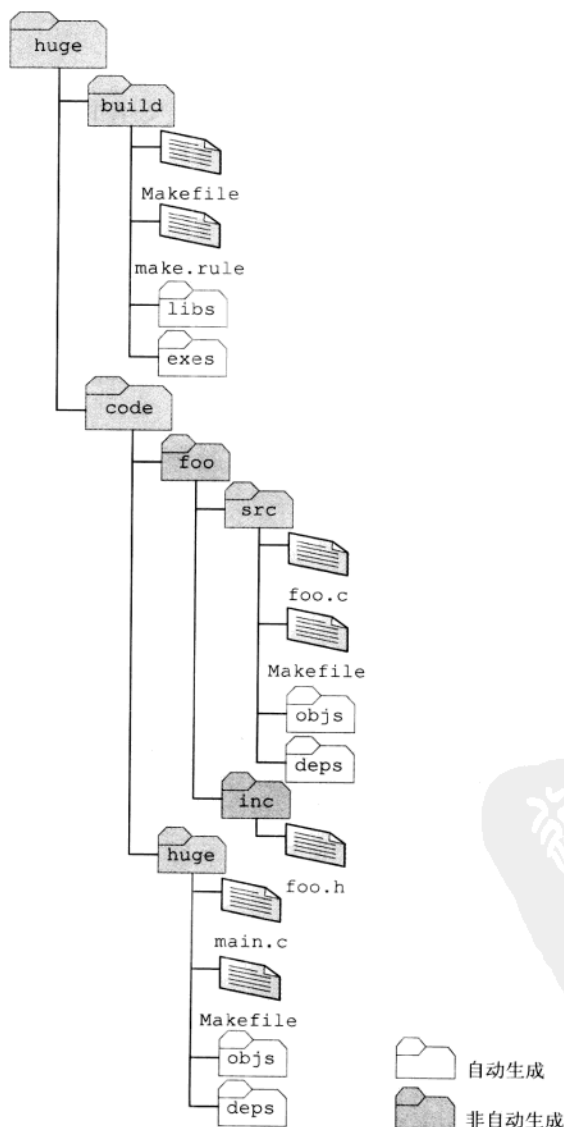 huge
build
Makefile
make.rule
libs
exes
code
foo
src
foo.c
Makefile
objs
deps
inc
foo.h
huge
main.c
Makefile
objs
deps
自动生成
非自动生成